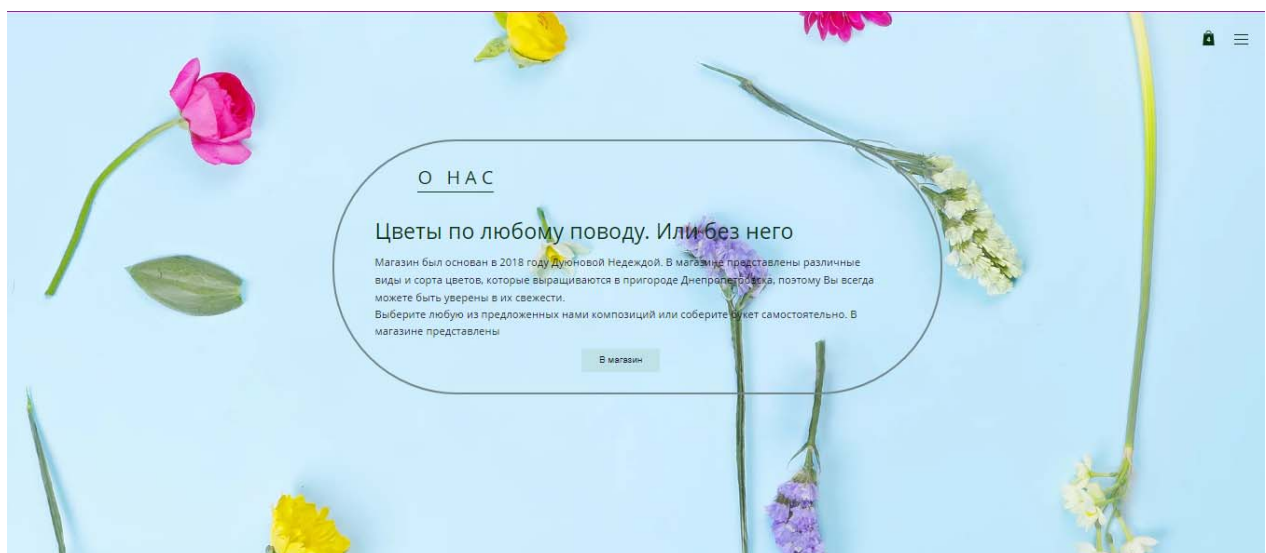 4
О НАС
Цветы по любому поводу. Или без него
Магазин был основан в 2018 году Дуюновой Надеждой. В магазине представлены различные
виды и сорта цветов, которые выращиваются в пригороде Днепропетровска, поэтому Вы всегда
можете быть уверены в их свежести.
Выберите любую из предложенных нами композиций или соберите букет самостоятельно. В
магазине представлены
В магазин